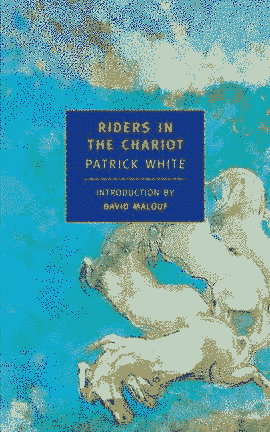 RIDERS IN
THE CHARIOT
PATRICK WHITE
INTRODUCTION BY
DAVID MALOUF